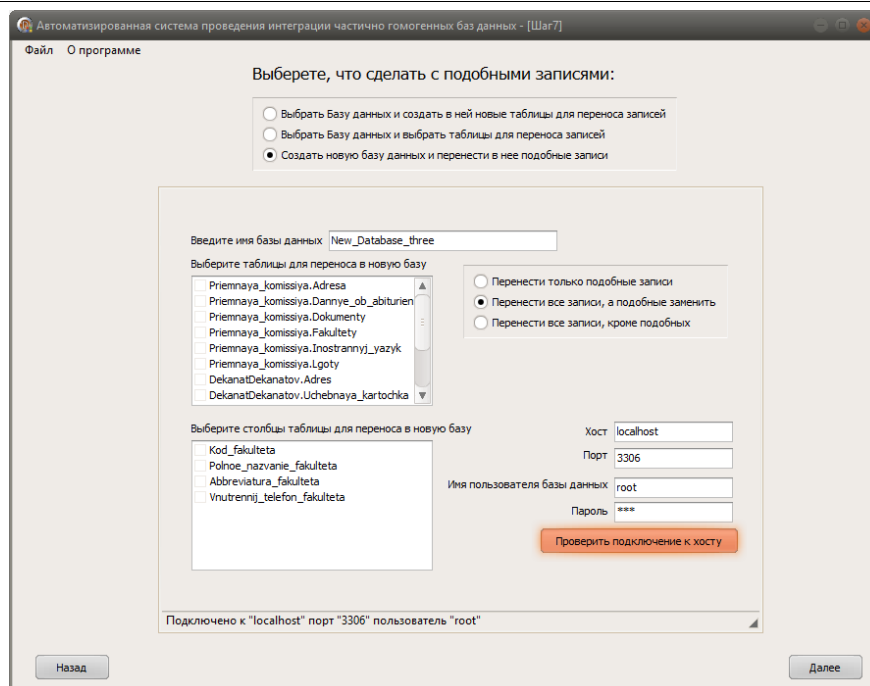 Автоматизированная система проведения интеграции частично гомогенных баз данных - [Шаг7]
Файл О программе
Выберете, что сделать с подобными записями:
Выбрать Базу данных и создать в ней новые таблицы для переноса записей
Выбрать Базу данных и выбрать таблицы для переноса записей
Создать новую базу данных и перенести в нее подобные записи
Введите имя базы данных New_Database_three
Выберите таблицы для переноса в новую базу
Priemnaya_komissiya.Adresa
Priemnaya_komissiya.Dannye_ob_abiturien
Priemnaya_komissiya.Dokumenty
Priemnaya_komissiya.Fakultety
Priemnaya_komissiya.Inostrannyj_yazyk
Priemnaya_komissiya.Lgoty
DekanatDekanatov.Adres
DekanatDekanatov.Uchebnaya_kartochka
Перенести только подобные записи
Перенести все записи, а подобные заменить
Перенести все записи, кроме подобных
Выберите столбцы таблицы для переноса в новую базу
Kod_fakulteta
Polnoe_nazvanie_fakulteta
Abbreviatura_fakulteta
Vnutrennij_telefon_fakulteta
Хост localhost
Порт 3306
Имя пользователя базы данных root
Пароль ***
Проверить подключение к хосту
Подключено к "localhost" порт "3306" пользователь "root"
Назад
Далее